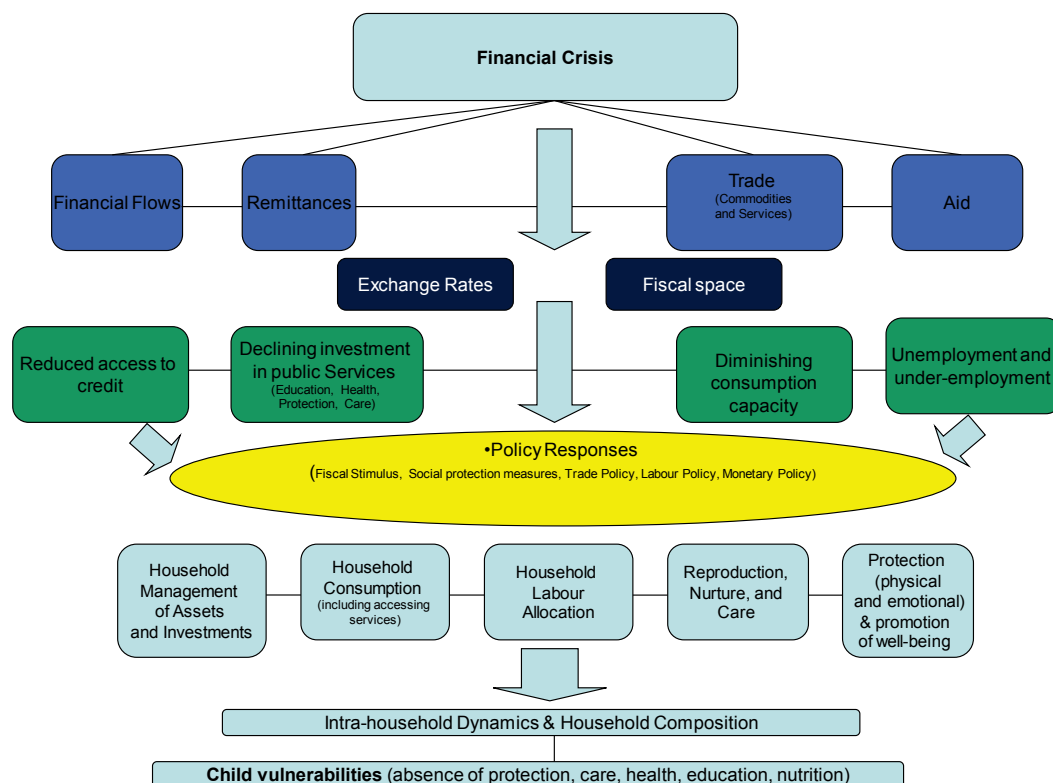 Financial Crisis
Financial Flows
Remittances
Trade
(Commodities
and Services)
Aid
Exchange Rates
Fiscal space
Reduced access to
credit
Declining investment
in public Services
(Education, Health,
Protection, Care)
Diminishing
consumption
capacity
Unemployment and
under-employment
•Policy Responses
(Fiscal Stimulus, Social protection measures, Trade Policy, Labour Policy, Monetary Policy)
Household
Management
of Assets
and Investments
Household
Consumption
(including accessing
services)
Household
Labour
Allocation
Reproduction,
Nurture, and
Care
Protection
(physical
and emotional)
& promotion
of well-being
Intra-household Dynamics & Household Composition
Child vulnerabilities (absence of protection, care, health, education, nutrition)